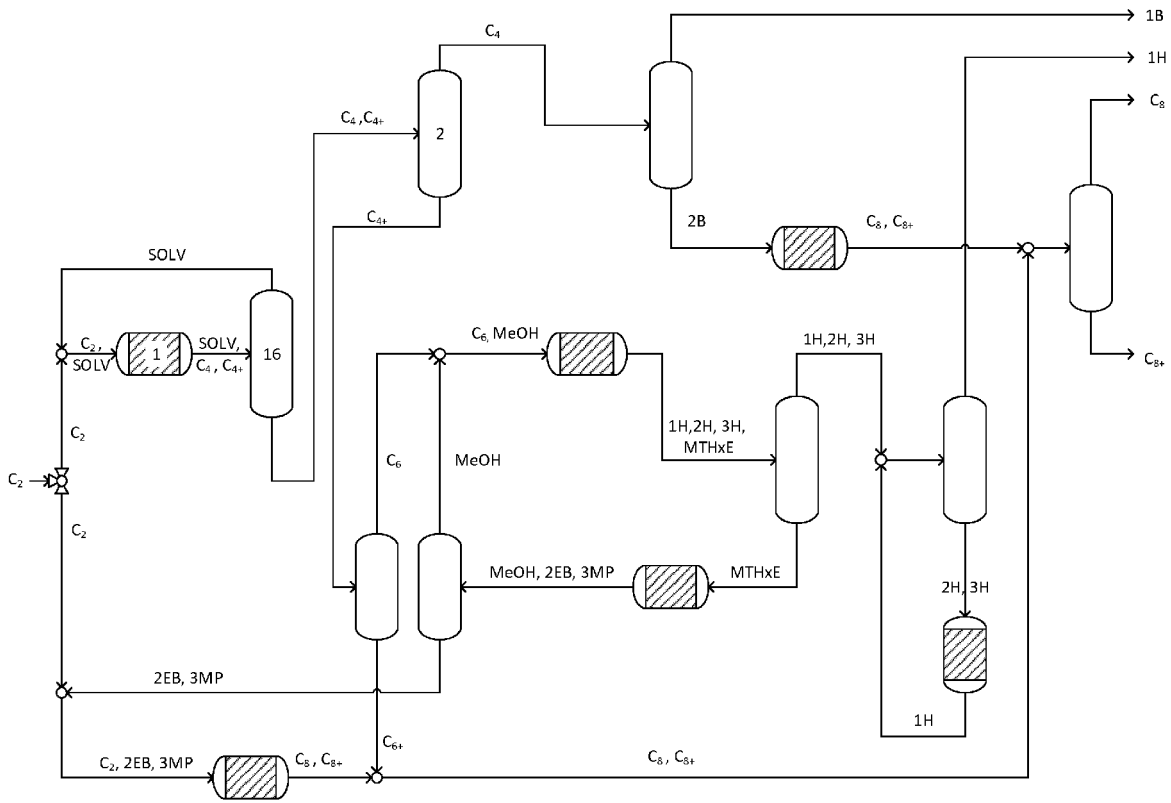 1B
C₄
1H
C₈
C₄ ,C₄₊
2
C₄₊
2B
C₈, C₈₊
SOLV
C₂ ,
SOLV
1
SOLV,
C₄ , C₄₊
16
C₆, MeOH
1H,2H, 3H
C₈₊
1H,2H, 3H,
MTHxE
C₂
C₆
MeOH
C₂
C₂
MeOH, 2EB, 3MP
MTHxE
2H, 3H
2EB, 3MP
1H
C₆₊
C₂, 2EB, 3MP
C₈ , C₈₊
C₈ , C₈₊